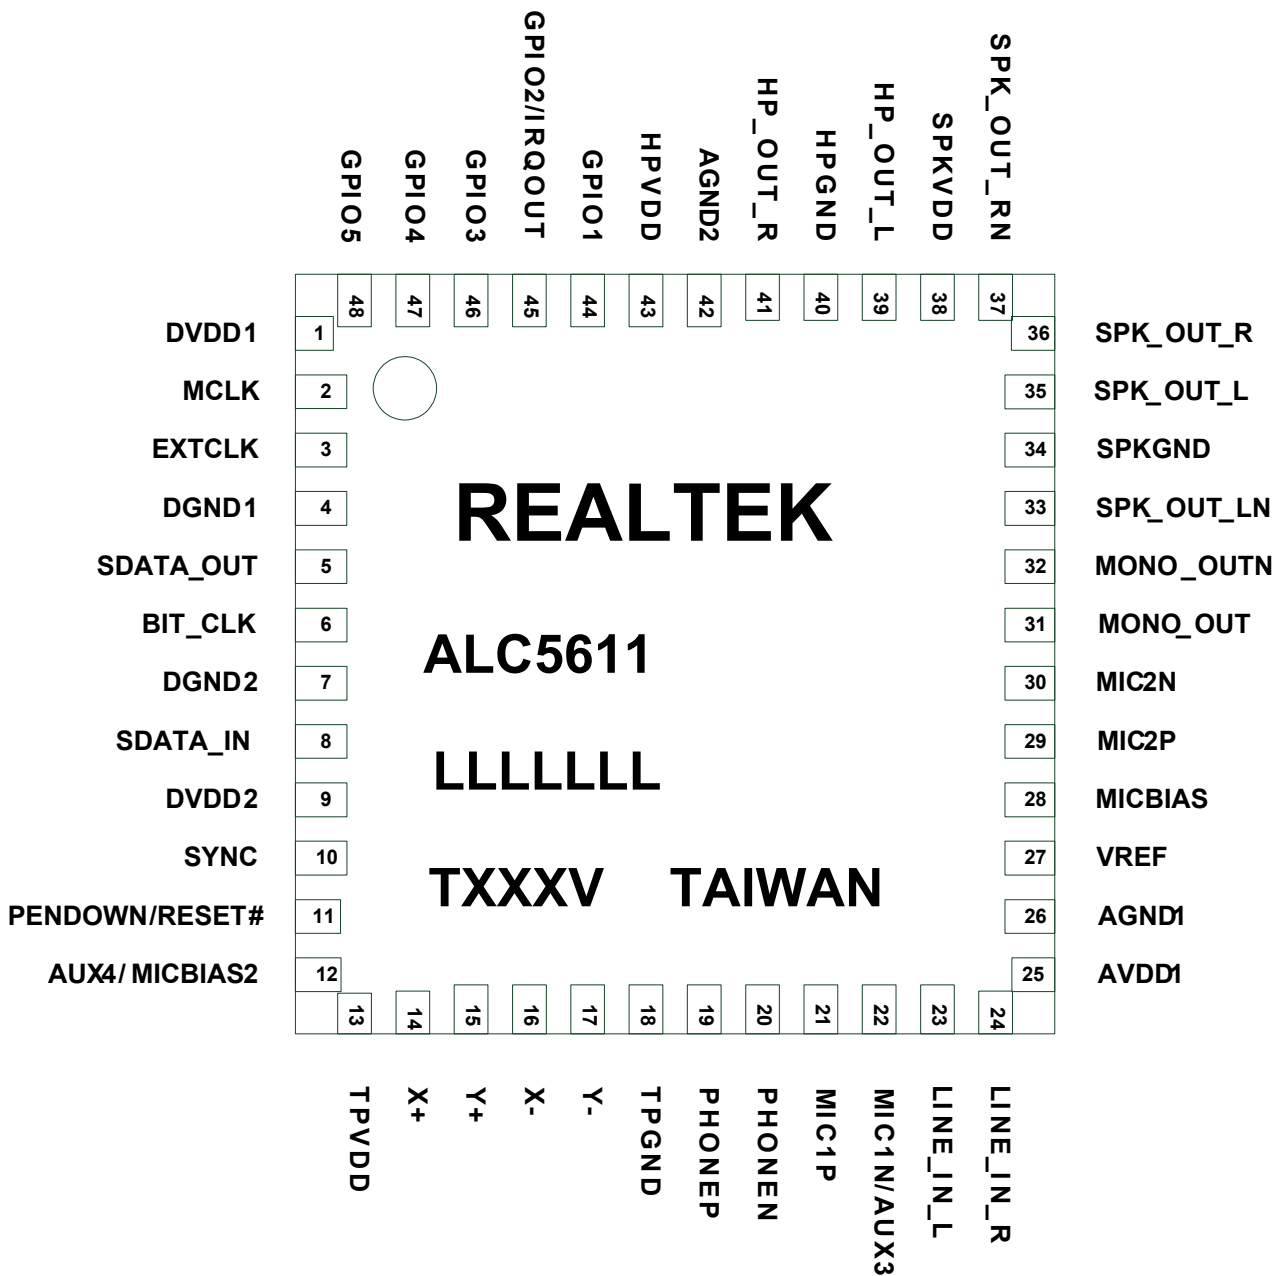 GPIO5
GPIO4
GPIO3
GPIO2/IRQOUT
GPIO1
HPVDD
AGND2
HP_OUT_R
HPGND
HP_OUT_L
SPKVDD
SPK_OUT_RN
48
47
46
45
44
43
42
41
40
39
38
37
DVDD1 1
MCLK 2
EXTCLK 3
DGND1 4
SDATA_OUT 5
BIT_CLK 6
DGND2 7
SDATA_IN 8
DVDD2 9
SYNC 10
PENDOWN/RESET# 11
AUX4/MICBIAS2 12
REALTEK
ALC5611
LLLLLLL
TXXXV TAIWAN
36 SPK_OUT_R
35 SPK_OUT_L
34 SPKGND
33 SPK_OUT_LN
32 MONO_OUTN
31 MONO_OUT
30 MIC2N
29 MIC2P
28 MICBIAS
27 VREF
26 AGND1
25 AVDD1
13
14
15
16
17
18
19
20
21
22
23
24
TPVDD
X+
Y+
X-
Y-
TPGND
PHONEP
PHONEN
MIC1P
MIC1N/AUX3
LINE_IN_L
LINE_IN_R